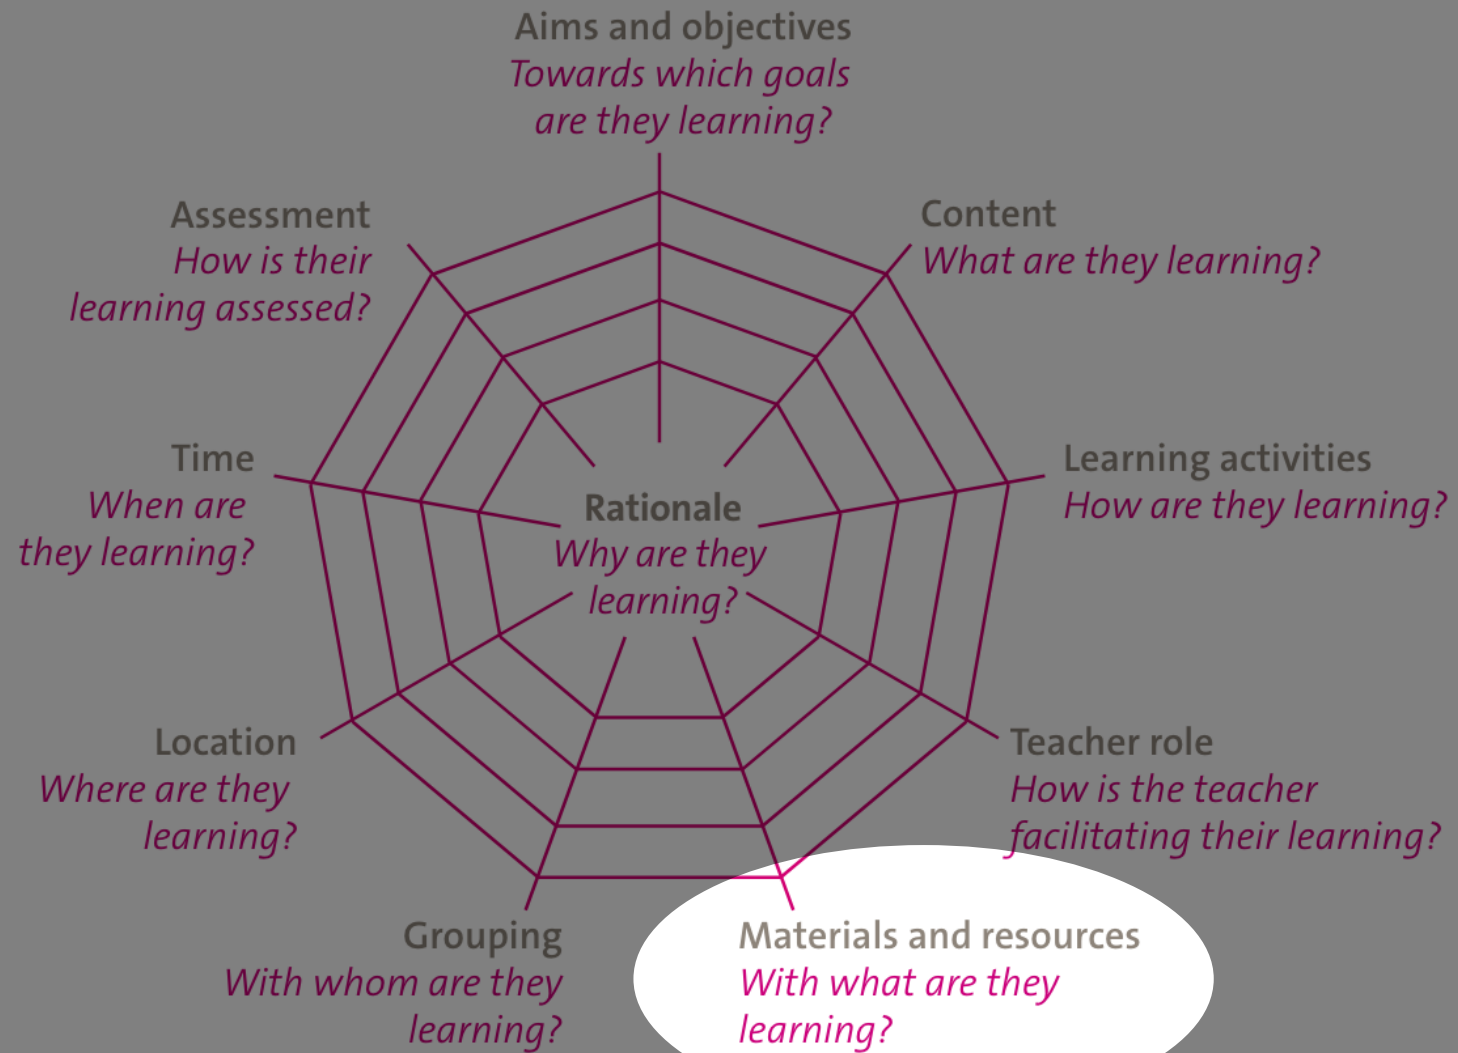 Aims and objectives
Towards which goals
are they learning?
Assessment
How is their
learning assessed?
Content
What are they learning?
Time
When are
they learning?
Rationale
Why are they
learning?
Learning activities
How are they learning?
Location
Where are they
learning?
Teacher role
How is the teacher
facilitating their learning?
Grouping
With whom are they
learning?
Materials and resources
With what are they
learning?